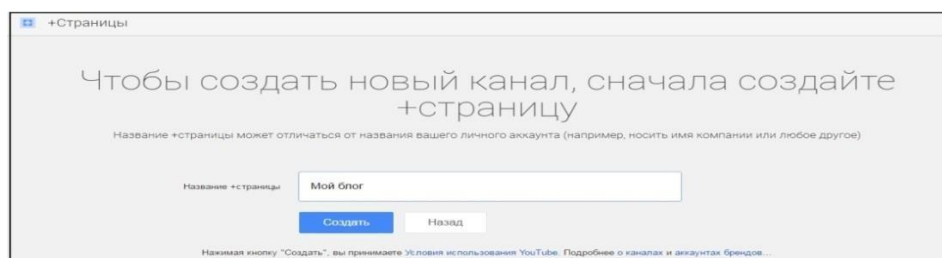 +Страницы
Чтобы создать новый канал, сначала создайте
+страницу
Название +страницы может отличаться от названия вашего личного аккаунта (например, носить имя компании или любое другое)
Название +страницы Мой блог
Создать Назад
Нажимая кнопку "Создать", вы принимаете Условия использования YouTube. Подробнее о каналах и аккаунтах брендов...